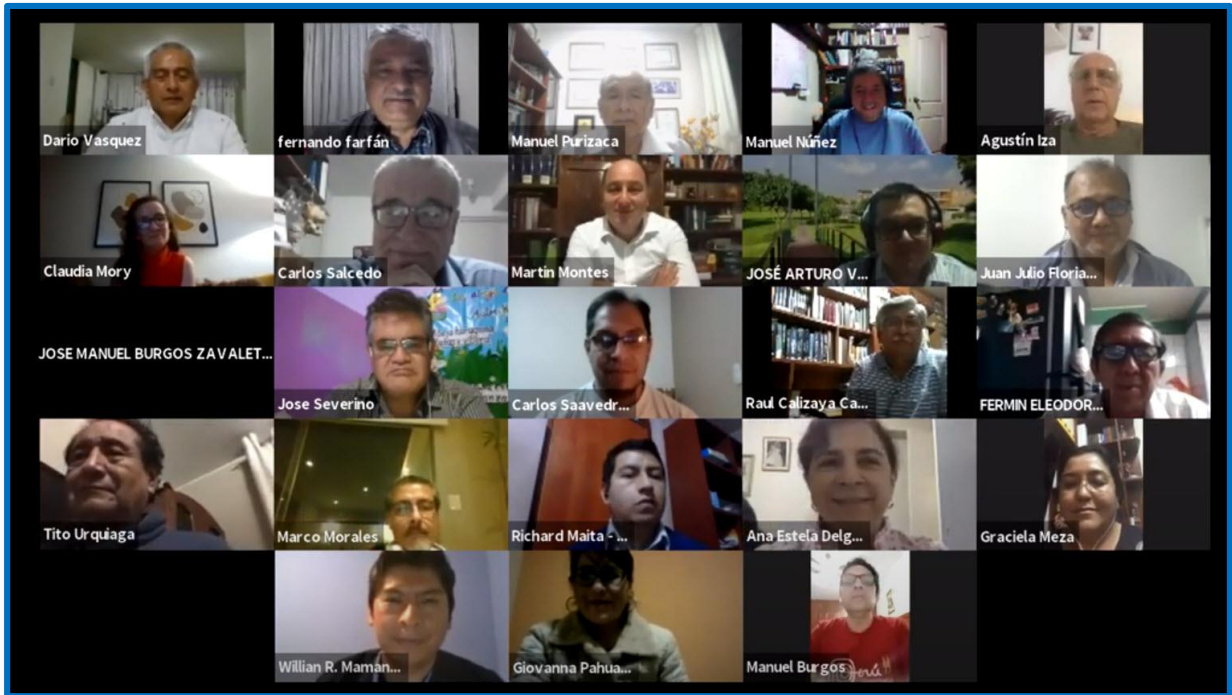 Dario Vasquez
fernando farfán
Manuel Purizaca
Manuel Núñez
Agustín Iza
Claudia Mory
Carlos Salcedo
Martin Montes
JOSÉ ARTURO V...
Juan Julio Floria...
JOSE MANUEL BURGOS ZAVALET...
Jose Severino
Carlos Saavedr...
Raul Calizaya Ca...
FERMIN ELEODOR...
Tito Urquiaga
Marco Morales
Richard Maita - ...
Ana Estela Delg...
Graciela Meza
Willian R. Maman...
Giovanna Pahua...
Manuel Burgos
Perú